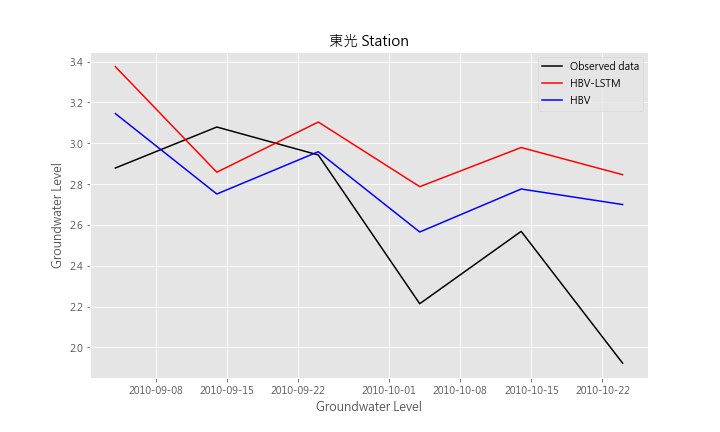 東光 Station
Observed data
HBV-LSTM
HBV
Groundwater Level
3.4
3.2
3.0
2.8
2.6
2.4
2.2
2.0
2010-09-08 2010-09-15 2010-09-22 2010-10-01 2010-10-08 2010-10-15 2010-10-22
Groundwater Level